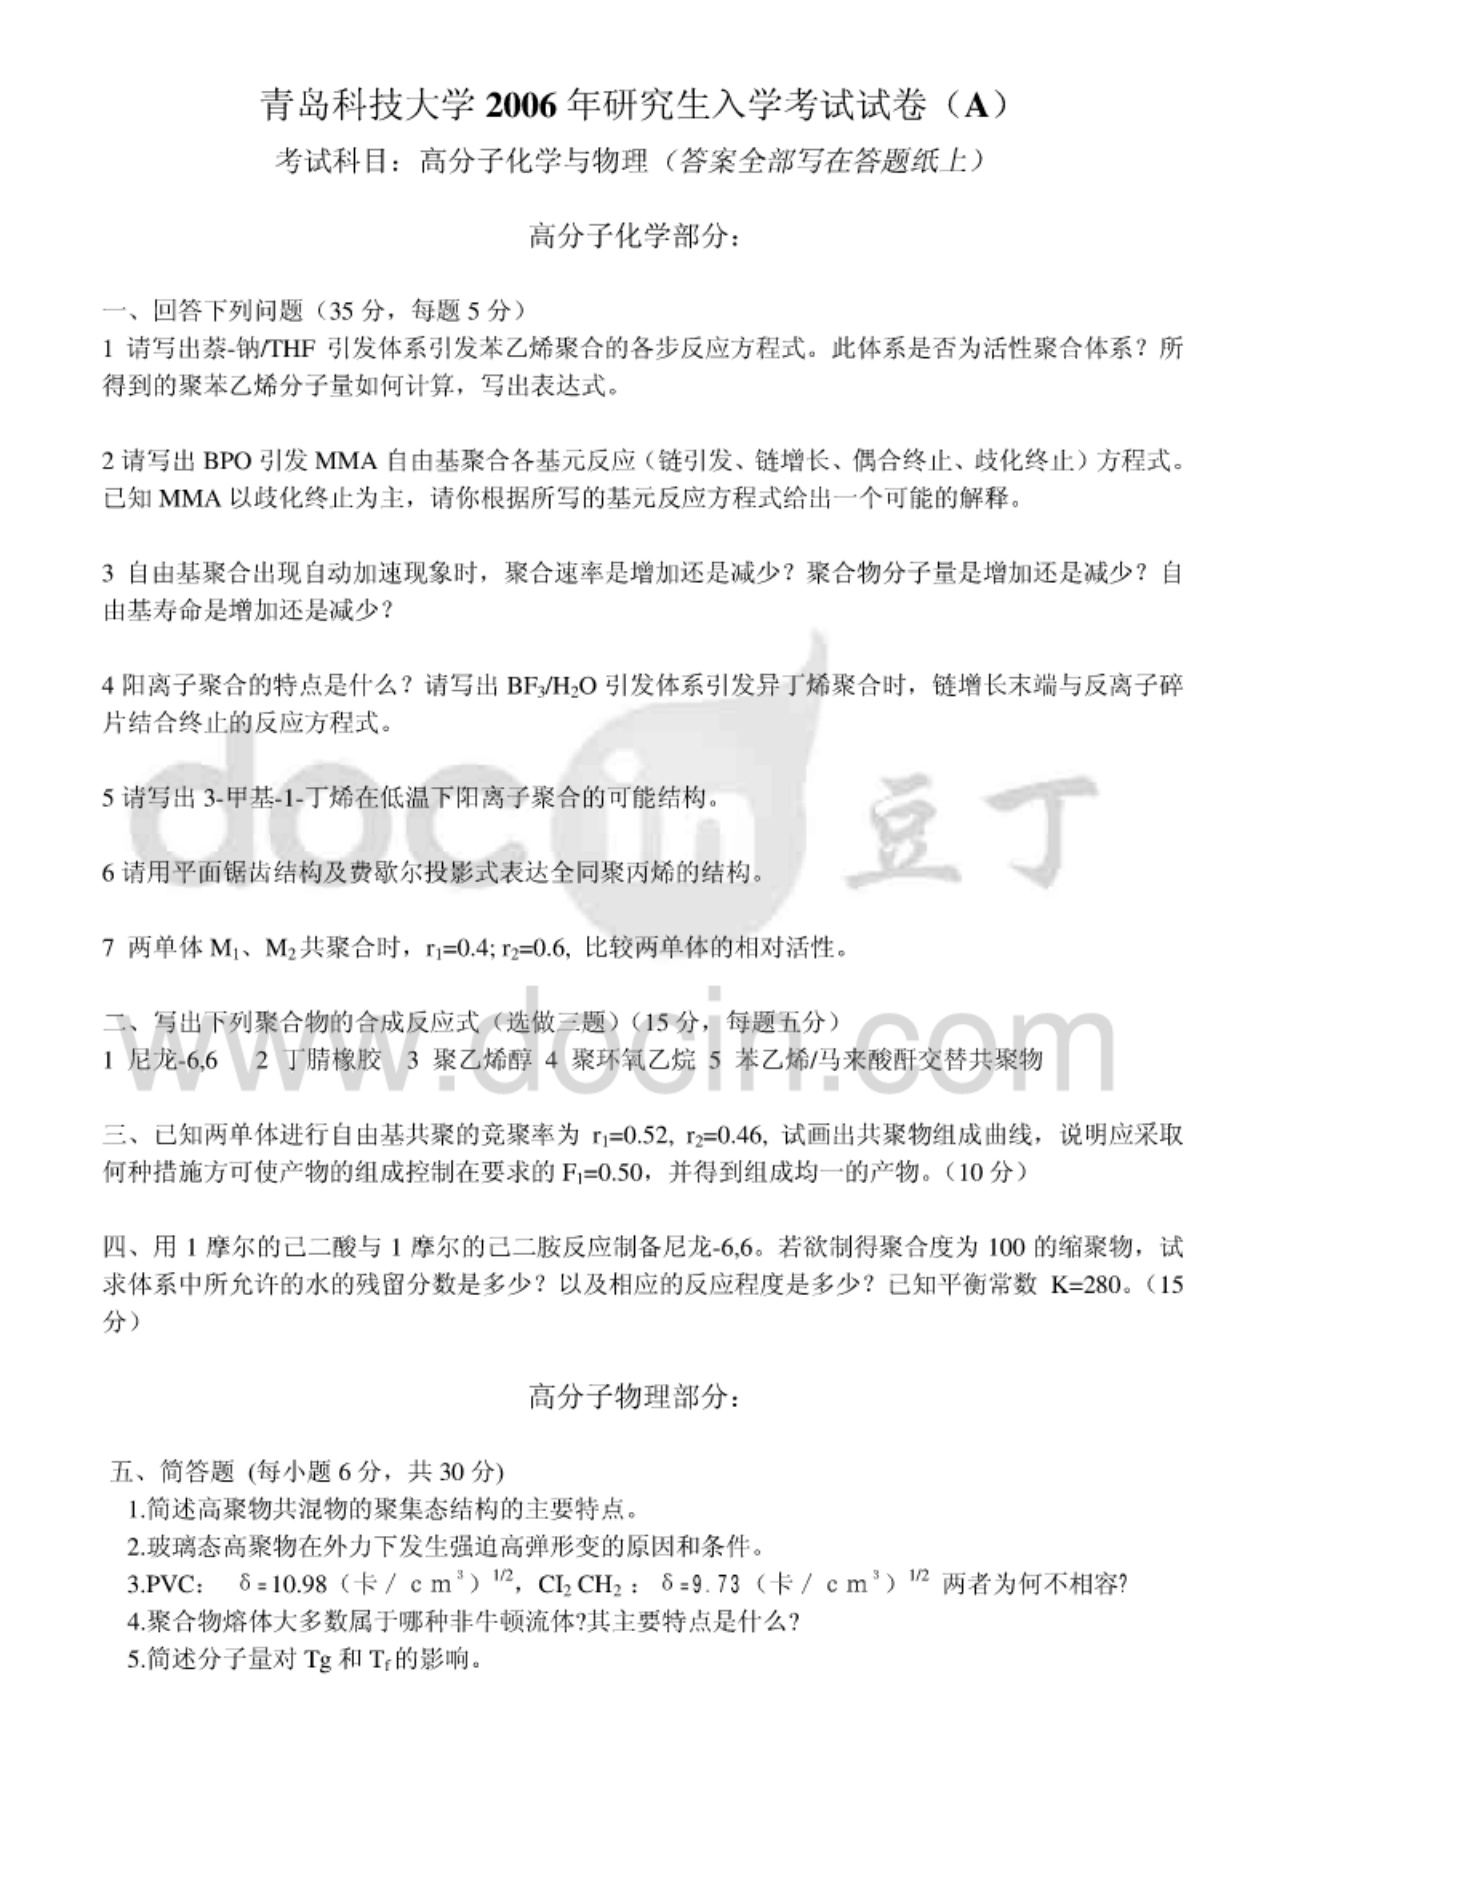 青岛科技大学 2006 年研究生入学考试试卷（A）
考试科目：高分子化学与物理（答案全部写在答题纸上）
高分子化学部分：
一、回答下列问题（35 分，每题 5 分）
1 请写出萘-钠/THF 引发体系引发苯乙烯聚合的各步反应方程式。此体系是否为活性聚合体系？所
得到的聚苯乙烯分子量如何计算，写出表达式。
2 请写出 BPO 引发 MMA 自由基聚合各基元反应（链引发、链增长、偶合终止、歧化终止）方程式。
已知 MMA 以歧化终止为主，请你根据所写的基元反应方程式给出一个可能的解释。
3 自由基聚合出现自动加速现象时，聚合速率是增加还是减少？聚合物分子量是增加还是减少？自
由基寿命是增加还是减少？
4 阳离子聚合的特点是什么？请写出 BF₃/H₂O 引发体系引发异丁烯聚合时，链增长末端与反离子碎
片结合终止的反应方程式。
5 请写出 3-甲基-1-丁烯在低温下阳离子聚合的可能结构。
6 请用平面锯齿结构及费歇尔投影式表达全同聚丙烯的结构。
7 两单体 M₁、M₂共聚合时，r₁=0.4; r₂=0.6, 比较两单体的相对活性。
二、写出下列聚合物的合成反应式（选做三题）（15 分，每题五分）
1 尼龙-6,6 2 丁腈橡胶 3 聚乙烯醇 4 聚环氧乙烷 5 苯乙烯/马来酸酐交替共聚物
三、已知两单体进行自由基共聚的竞聚率为 r₁=0.52, r₂=0.46, 试画出共聚物组成曲线，说明应采取
何种措施方可使产物的组成控制在要求的 F₁=0.50，并得到组成均一的产物。（10 分）
四、用 1 摩尔的己二酸与 1 摩尔的己二胺反应制备尼龙-6,6。若欲制得聚合度为 100 的缩聚物，试
求体系中所允许的水的残留分数是多少？以及相应的反应程度是多少？已知平衡常数 K=280。（15
分）
高分子物理部分：
五、简答题 (每小题 6 分，共 30 分)
1.简述高聚物共混物的聚集态结构的主要特点。
2.玻璃态高聚物在外力下发生强迫高弹形变的原因和条件。
3.PVC： δ=10.98（卡／ｃｍ³）¹/²，CI₂ CH₂ ：δ=9.73（卡／ｃｍ³）¹/² 两者为何不相容?
4.聚合物熔体大多数属于哪种非牛顿流体?其主要特点是什么?
5.简述分子量对 Tg 和 Tf 的影响。
docin 豆丁
www.docin.com